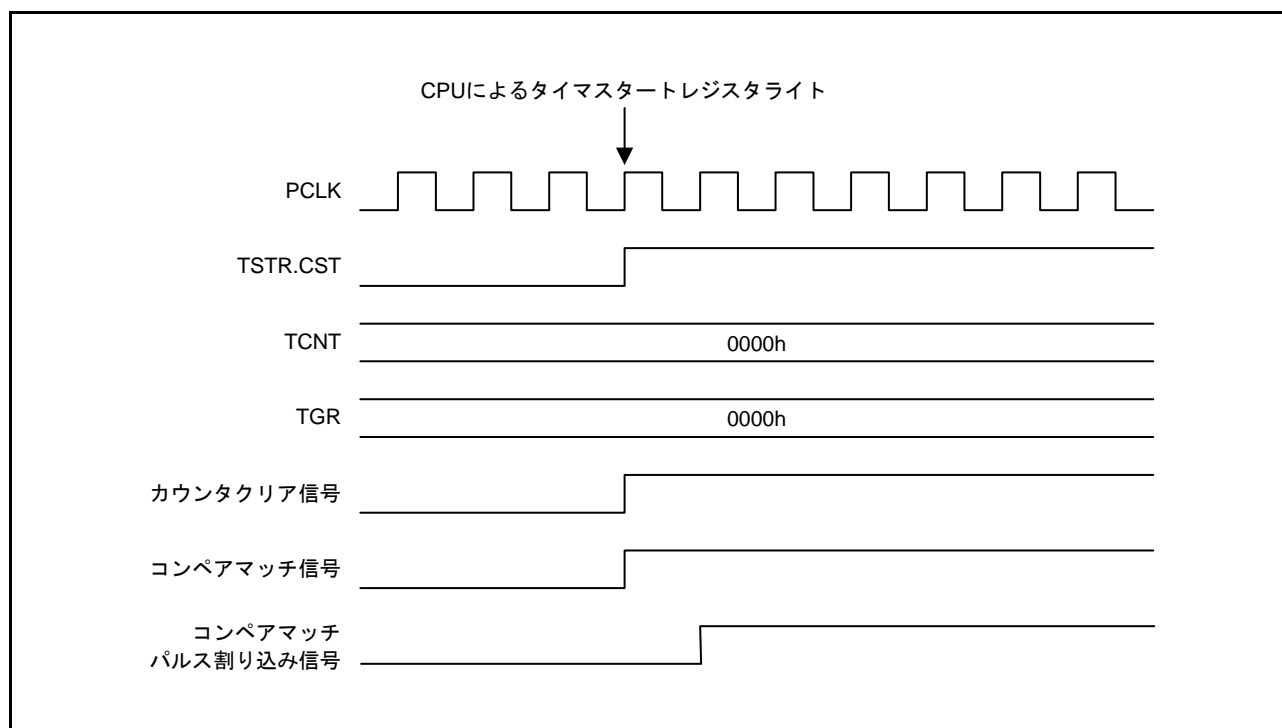 CPUによるタイマスタートレジスタライト
PCLK
TSTR.CST
TCNT
0000h
TGR
0000h
カウンタクリア信号
コンペアマッチ信号
コンペアマッチ
パルス割り込み信号